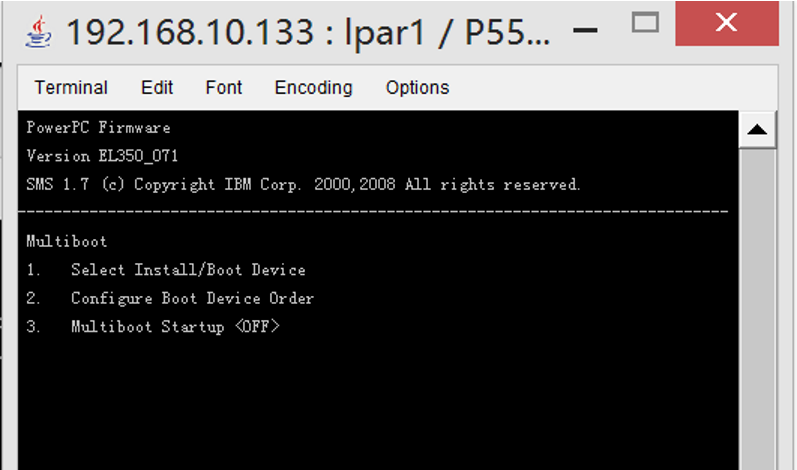 192.168.10.133 : lpar1 / P55...
Terminal Edit Font Encoding Options
PowerPC Firmware
Version EL350_071
SMS 1.7 (c) Copyright IBM Corp. 2000,2008 All rights reserved.
-------------------------------------------------------------------------------
Multiboot
1. Select Install/Boot Device
2. Configure Boot Device Order
3. Multiboot Startup <OFF>